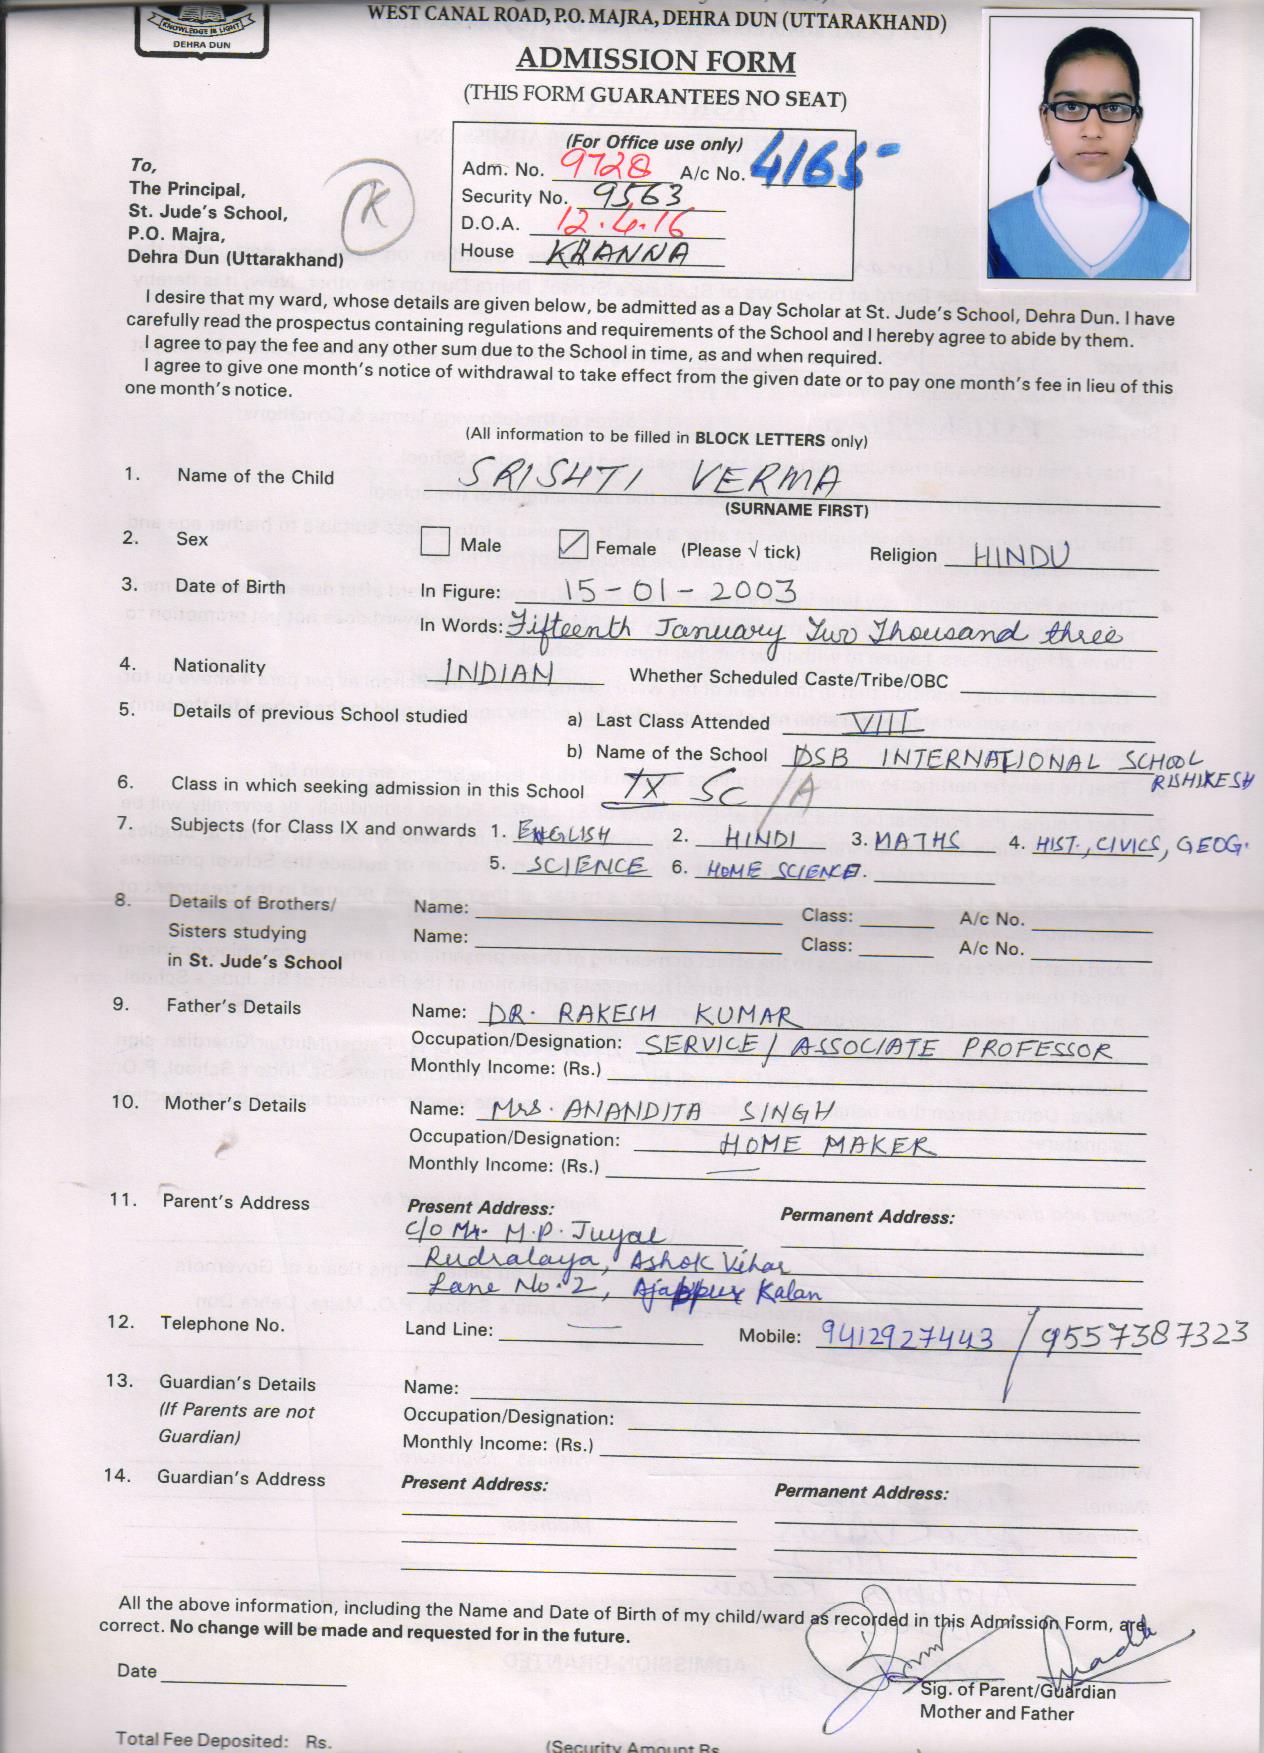 KNOWLEDGE IS LIGHT
DEHRA DUN
WEST CANAL ROAD, P.O. MAJRA, DEHRA DUN (UTTARAKHAND)
ADMISSION FORM
(THIS FORM GUARANTEES NO SEAT)
(For Office use only)
Adm. No. 9728 A/c No. 4165
Security No. 9563
D.O.A. 12.4.16
House KHANNA
To,
The Principal,
St. Jude's School,
P.O. Majra,
Dehra Dun (Uttarakhand)
K
I desire that my ward, whose details are given below, be admitted as a Day Scholar at St. Jude's School, Dehra Dun. I have
carefully read the prospectus containing regulations and requirements of the School and I hereby agree to abide by them.
I agree to pay the fee and any other sum due to the School in time, as and when required.
I agree to give one month's notice of withdrawal to take effect from the given date or to pay one month's fee in lieu of this
one month's notice.
(All information to be filled in BLOCK LETTERS only)
1. Name of the Child SRISHTI VERMA
(SURNAME FIRST)
2. Sex Male Female (Please √ tick) Religion HINDU
3. Date of Birth In Figure: 15-01-2003
In Words: Fifteenth January Two Thousand three
4. Nationality INDIAN Whether Scheduled Caste/Tribe/OBC
5. Details of previous School studied a) Last Class Attended VIII
b) Name of the School DSB INTERNATIONAL SCHOOL
RISHIKESH
6. Class in which seeking admission in this School IX SC /A
7. Subjects (for Class IX and onwards 1. ENGLISH 2. HINDI 3. MATHS 4. HIST., CIVICS, GEOG.
5. SCIENCE 6. HOME SCIENCE 7.
8. Details of Brothers/ Name: Class: A/c No.
Sisters studying Name: Class: A/c No.
in St. Jude's School
9. Father's Details Name: DR. RAKESH KUMAR
Occupation/Designation: SERVICE / ASSOCIATE PROFESSOR
Monthly Income: (Rs.)
10. Mother's Details Name: Mrs. ANANDITA SINGH
Occupation/Designation: HOME MAKER
Monthly Income: (Rs.) —
11. Parent's Address Present Address: Permanent Address:
C/o Mr. M.P. Juyal
Rudralaya, Ashok Vihar
Lane No. 2, Ajabpur Kalan
12. Telephone No. Land Line: — Mobile: 9412927443 / 9557387323
13. Guardian's Details Name:
(If Parents are not Occupation/Designation:
Guardian) Monthly Income: (Rs.)
14. Guardian's Address Present Address: Permanent Address:
All the above information, including the Name and Date of Birth of my child/ward as recorded in this Admission Form, are
correct. No change will be made and requested for in the future.
Date
Sig. of Parent/Guardian
Mother and Father
Total Fee Deposited: Rs. (Security Amount Rs.